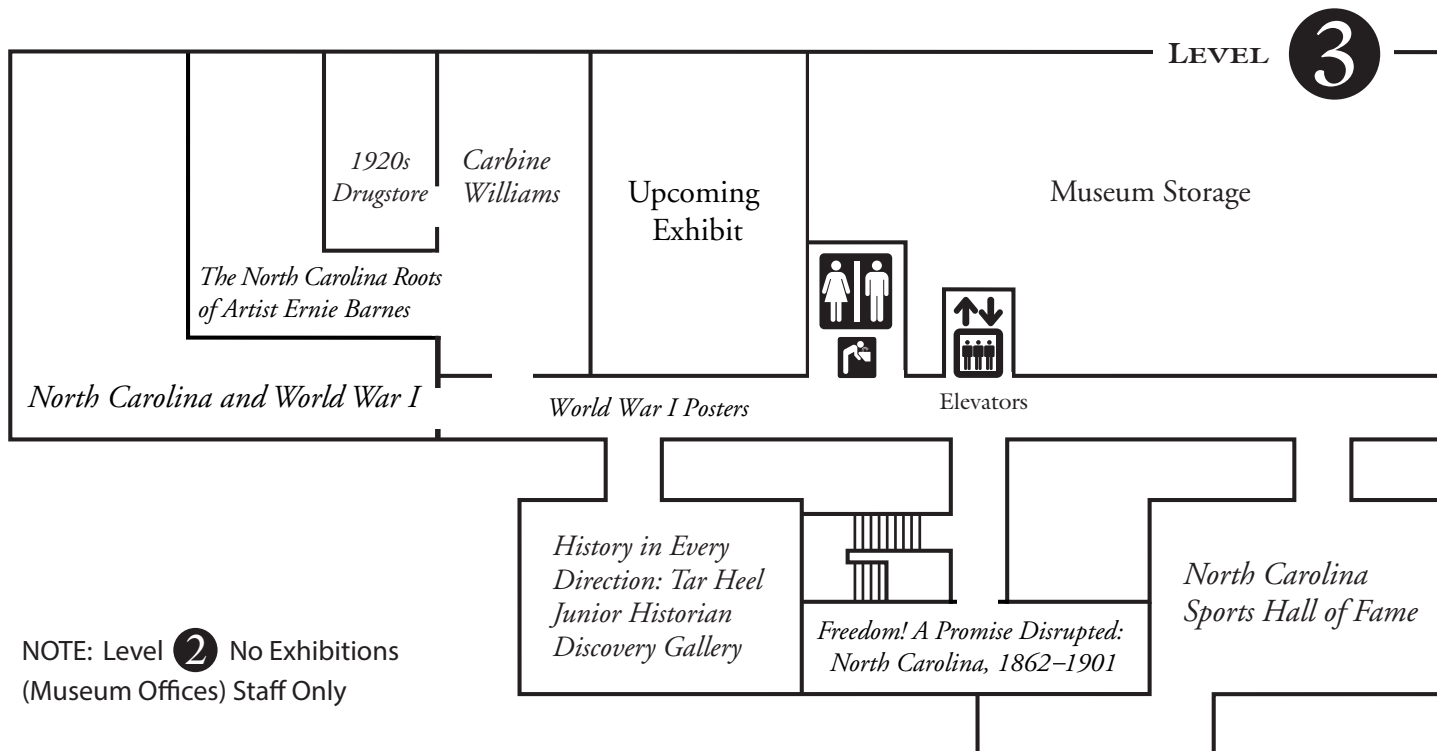 LEVEL 3
1920s
Drugstore
Carbine
Williams
Upcoming
Exhibit
Museum Storage
The North Carolina Roots
of Artist Ernie Barnes
North Carolina and World War I
World War I Posters
Elevators
History in Every
Direction: Tar Heel
Junior Historian
Discovery Gallery
Freedom! A Promise Disrupted:
North Carolina, 1862–1901
North Carolina
Sports Hall of Fame
NOTE: Level 2 No Exhibitions
(Museum Offices) Staff Only